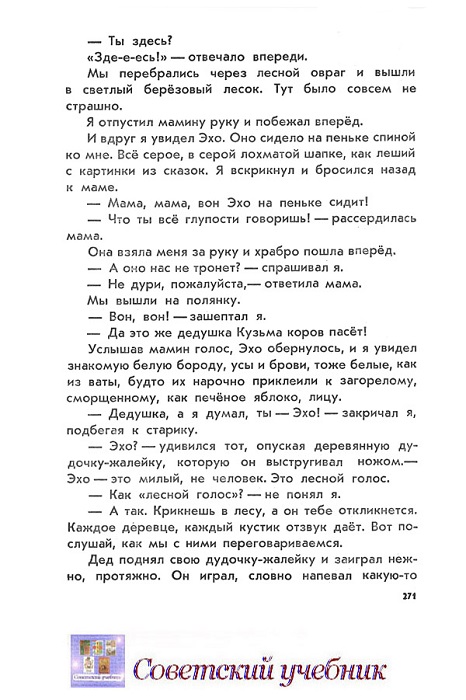 — Ты здесь?
«Зде-е-есь!» — отвечало впереди.
Мы перебрались через лесной овраг и вышли
в светлый берёзовый лесок. Тут было совсем не
страшно.
Я отпустил мамину руку и побежал вперёд.
И вдруг я увидел Эхо. Оно сидело на пеньке спиной
ко мне. Всё серое, в серой лохматой шапке, как леший
с картинки из сказок. Я вскрикнул и бросился назад
к маме.
— Мама, мама, вон Эхо на пеньке сидит!
— Что ты всё глупости говоришь! — рассердилась
мама.
Она взяла меня за руку и храбро пошла вперёд.
— А оно нас не тронет? — спрашивал я.
— Не дури, пожалуйста, — ответила мама.
Мы вышли на полянку.
— Вон, вон! — зашептал я.
— Да это же дедушка Кузьма коров пасёт!
Услышав мамин голос, Эхо обернулось, и я увидел
знакомую белую бороду, усы и брови, тоже белые, как
из ваты, будто их нарочно приклеили к загорелому,
сморщенному, как печёное яблоко, лицу.
— Дедушка, а я думал, ты — Эхо! — закричал я,
подбегая к старику.
— Эхо? — удивился тот, опуская деревянную ду-
дочку-жалейку, которую он выстругивал ножом. —
Эхо — это милый, не человек. Это лесной голос.
— Как «лесной голос»? — не понял я.
— А так. Крикнешь в лесу, а он тебе откликнется.
Каждое деревце, каждый кустик отзвук даёт. Вот по-
слушай, как мы с ними переговариваемся.
Дед поднял свою дудочку-жалейку и заиграл неж-
но, протяжно. Он играл, словно напевал какую-то
271
Советский учебник
Советский учебник